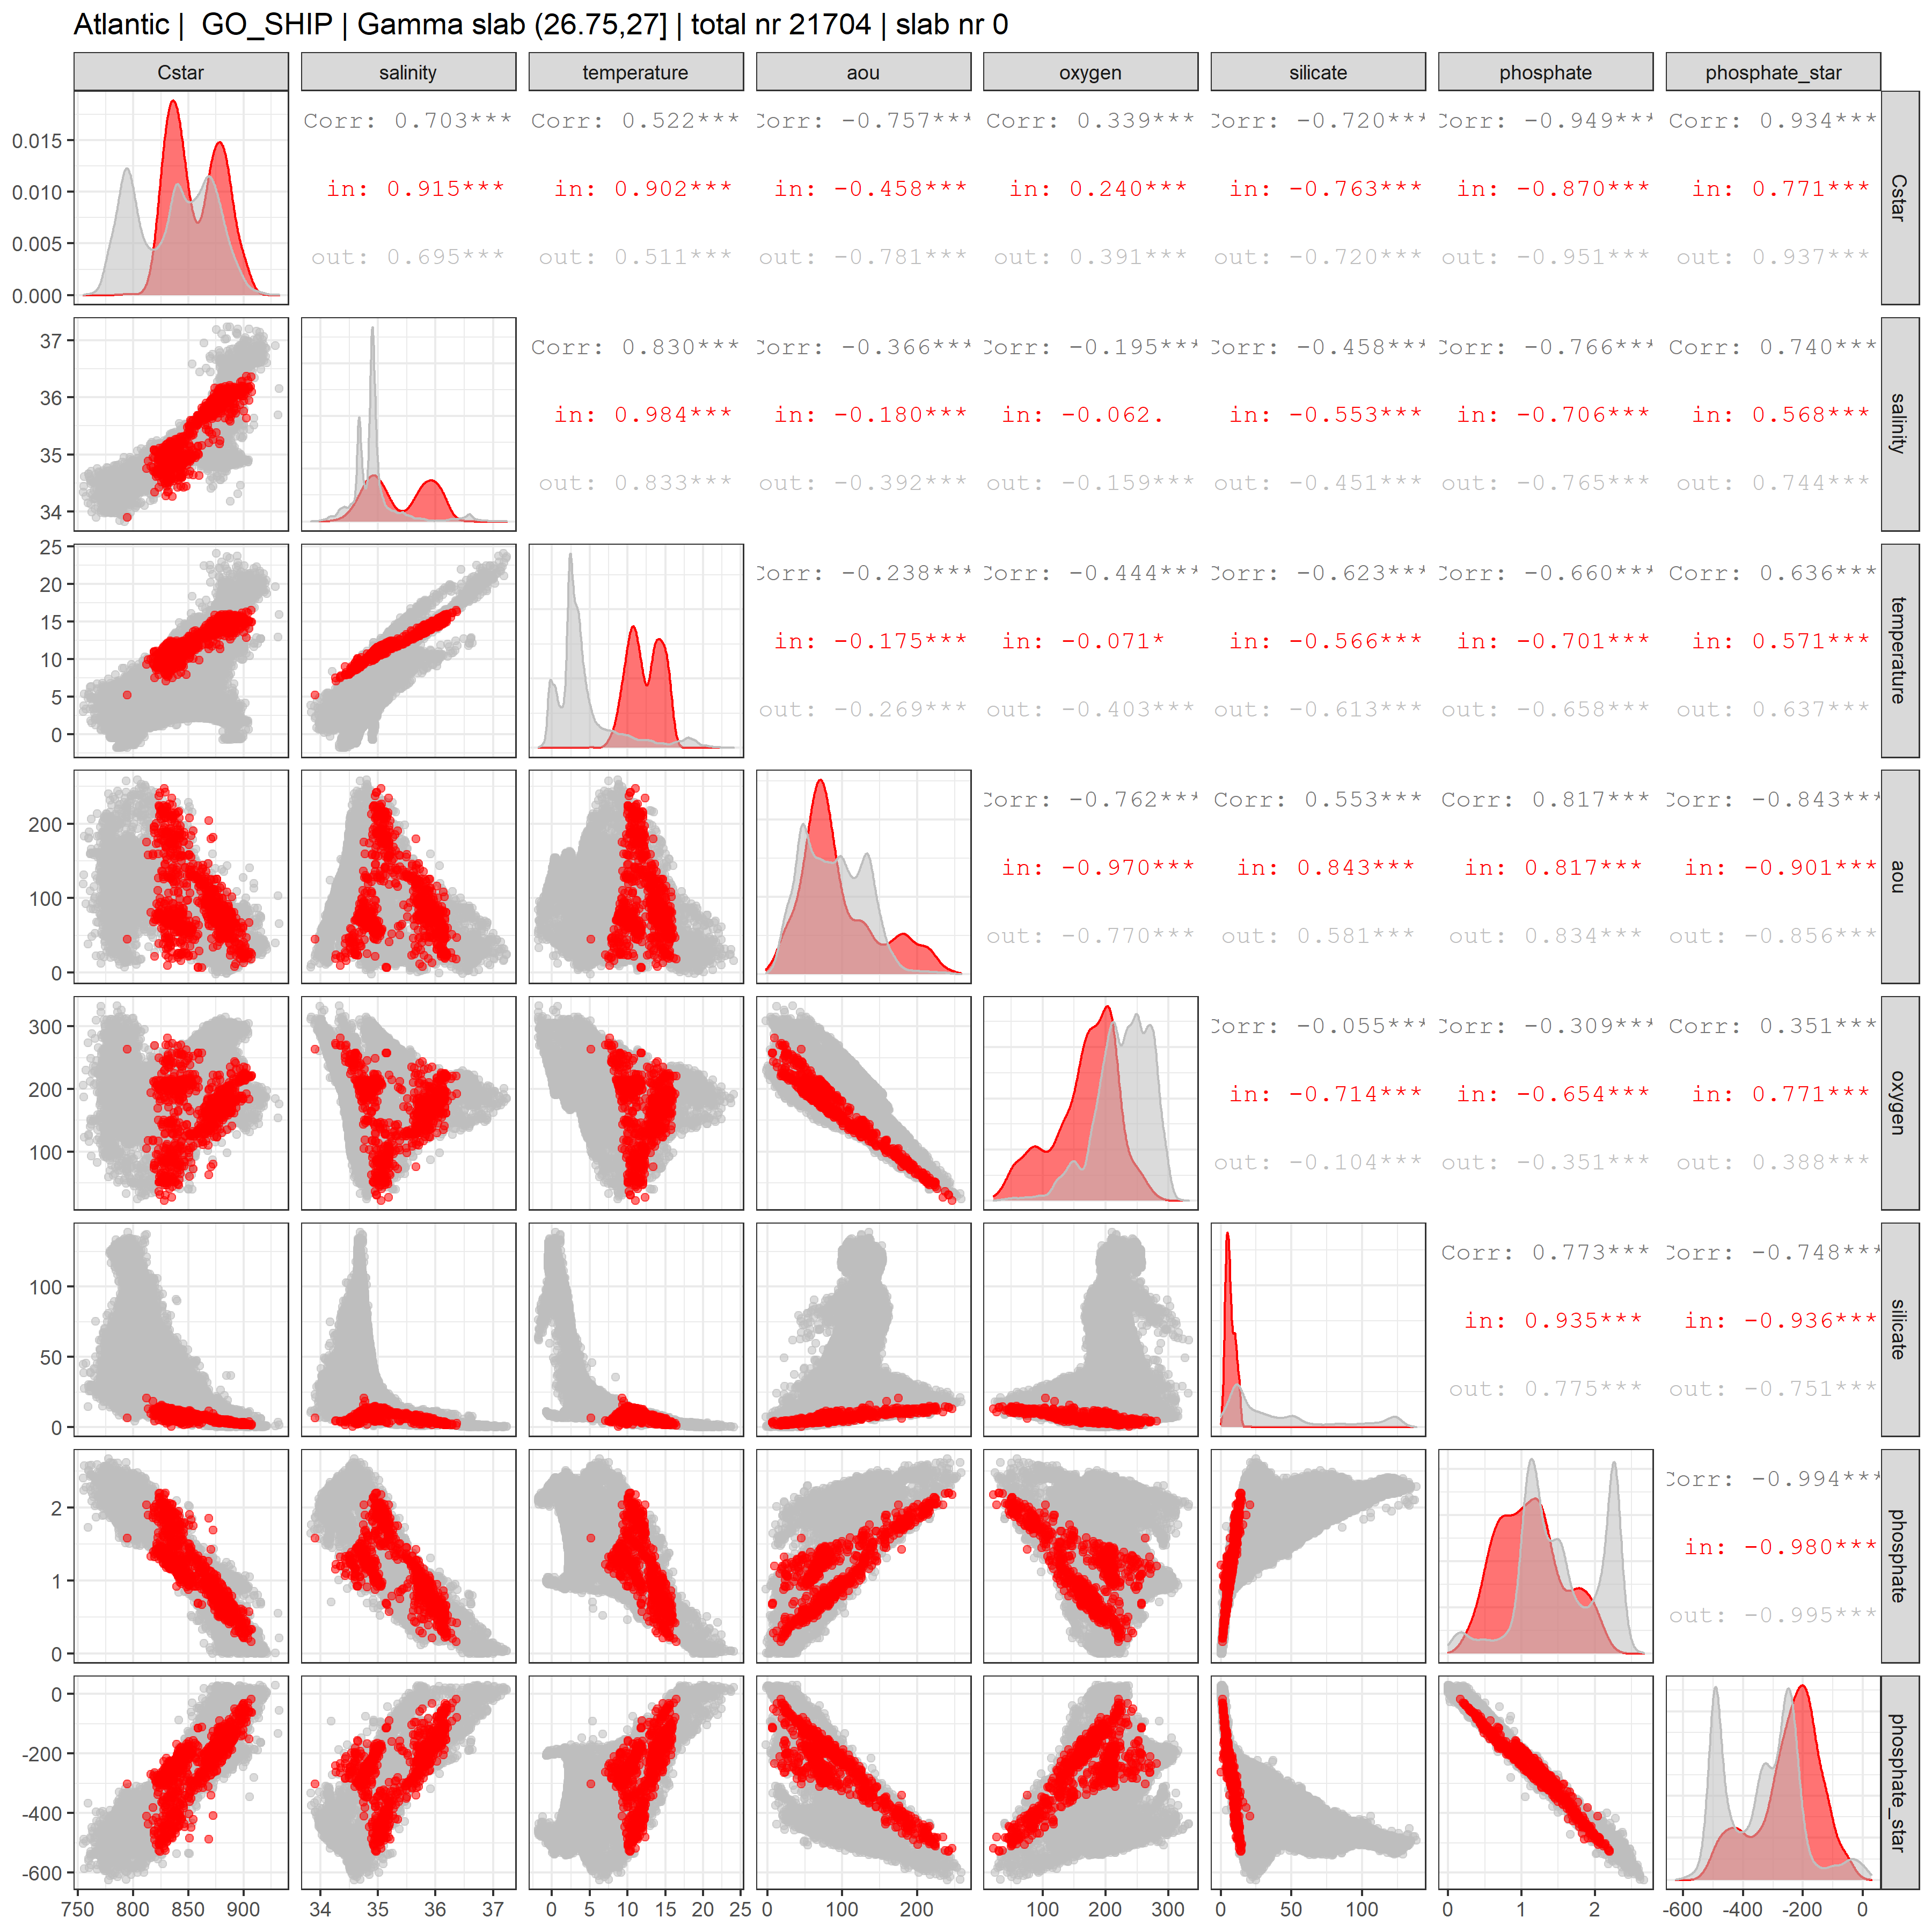 Atlantic | GO_SHIP | Gamma slab (26.75,27] | total nr 21704 | slab nr 0
Cstar salinity temperature aou oxygen silicate phosphate phosphate_star
Corr: 0.703*** Corr: 0.522*** Corr: -0.757*** Corr: 0.339*** Corr: -0.720*** Corr: -0.949*** Corr: 0.934***
in: 0.915*** in: 0.902*** in: -0.458*** in: 0.240*** in: -0.763*** in: -0.870*** in: 0.771***
out: 0.695*** out: 0.511*** out: -0.781*** out: 0.391*** out: -0.720*** out: -0.951*** out: 0.937***
0.015
0.010
0.005
0.000
Cstar
Corr: 0.830*** Corr: -0.366*** Corr: -0.195*** Corr: -0.458*** Corr: -0.766*** Corr: 0.740***
in: 0.984*** in: -0.180*** in: -0.062. in: -0.553*** in: -0.706*** in: 0.568***
out: 0.833*** out: -0.392*** out: -0.159*** out: -0.451*** out: -0.765*** out: 0.744***
37
36
35
34
salinity
Corr: -0.238*** Corr: -0.444*** Corr: -0.623*** Corr: -0.660*** Corr: 0.636***
in: -0.175*** in: -0.071* in: -0.566*** in: -0.701*** in: 0.571***
out: -0.269*** out: -0.403*** out: -0.613*** out: -0.658*** out: 0.637***
25
20
15
10
5
0
temperature
Corr: -0.762*** Corr: 0.553*** Corr: 0.817*** Corr: -0.843***
in: -0.970*** in: 0.843*** in: 0.817*** in: -0.901***
out: -0.770*** out: 0.581*** out: 0.834*** out: -0.856***
200
100
0
aou
Corr: -0.055*** Corr: -0.309*** Corr: 0.351***
in: -0.714*** in: -0.654*** in: 0.771***
out: -0.104*** out: -0.351*** out: 0.388***
300
200
100
oxygen
Corr: 0.773*** Corr: -0.748***
in: 0.935*** in: -0.936***
out: 0.775*** out: -0.751***
100
50
0
silicate
Corr: -0.994***
in: -0.980***
out: -0.995***
2
1
0
phosphate
0
-200
-400
-600
phosphate_star
750 800 850 900 34 35 36 37 0 5 10 15 20 25 0 100 200 100 200 300 0 50 100 0 1 2 -600 -400 -200 0